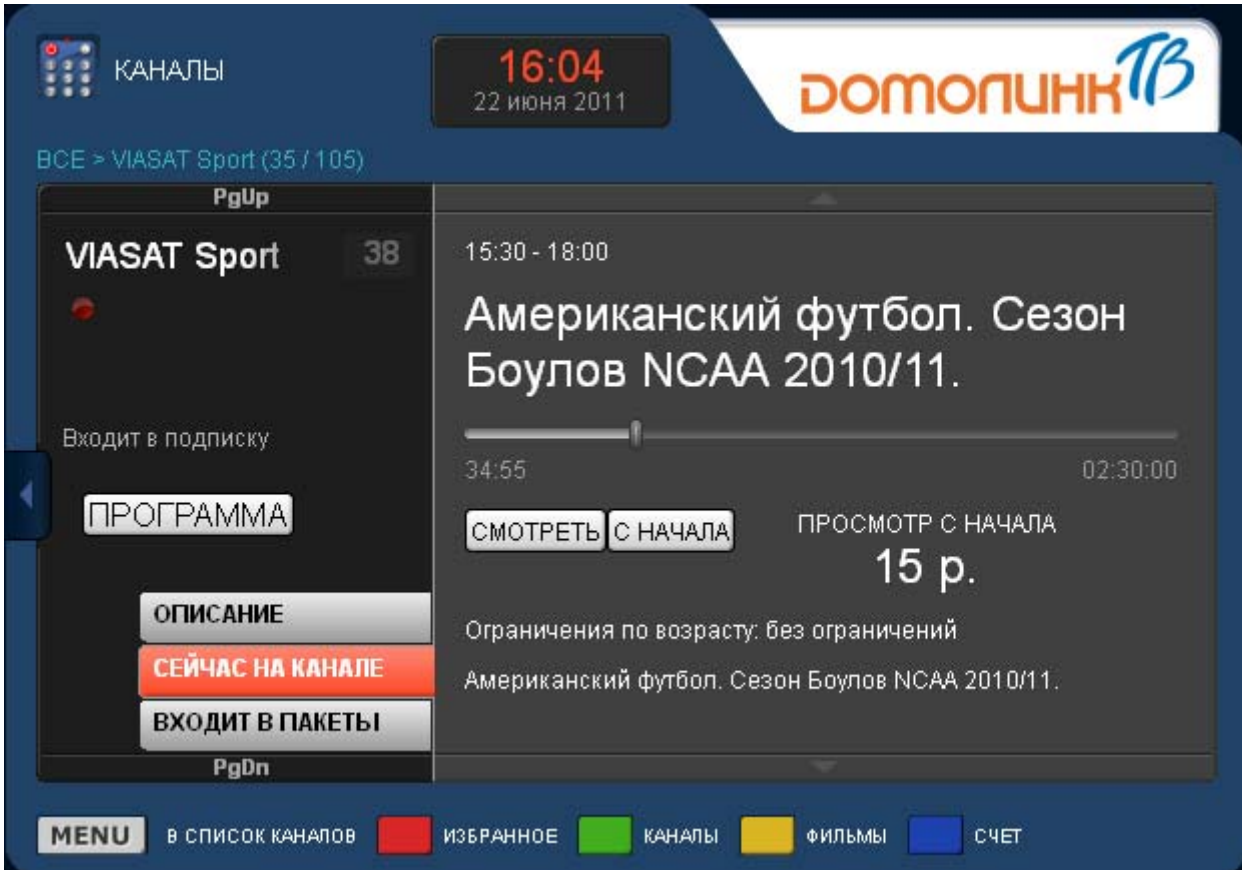 КАНАЛЫ
16:04
22 июня 2011
ДОМОЛИНК ТВ
ВСЕ > VIASAT Sport (35 / 105)
PgUp
VIASAT Sport 38
Входит в подписку
ПРОГРАММА
ОПИСАНИЕ
СЕЙЧАС НА КАНАЛЕ
ВХОДИТ В ПАКЕТЫ
PgDn
15:30 - 18:00
Американский футбол. Сезон
Боулов NCAA 2010/11.
34:55 02:30:00
СМОТРЕТЬ С НАЧАЛА
ПРОСМОТР С НАЧАЛА
15 р.
Ограничения по возрасту: без ограничений
Американский футбол. Сезон Боулов NCAA 2010/11.
MENU В СПИСОК КАНАЛОВ ИЗБРАННОЕ КАНАЛЫ ФИЛЬМЫ СЧЕТ